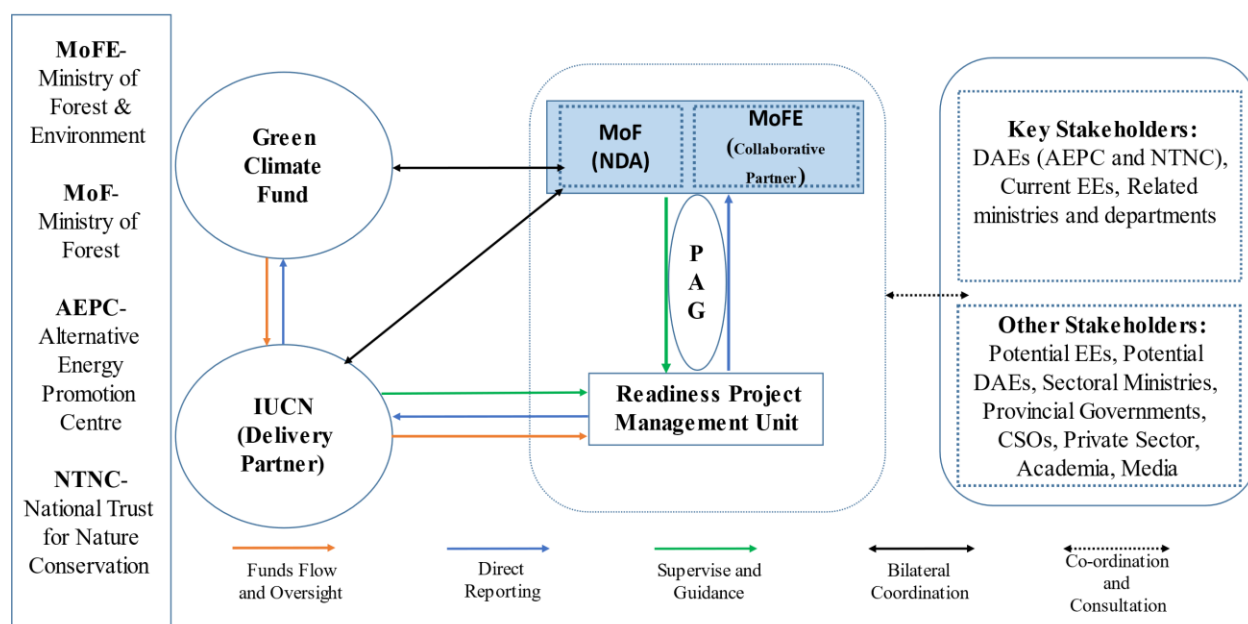 MoFE-
Ministry of
Forest &
Environment
MoF-
Ministry of
Forest
AEPC-
Alternative
Energy
Promotion
Centre
NTNC-
National Trust
for Nature
Conservation
Green
Climate
Fund
IUCN
(Delivery
Partner)
MoF
(NDA)
MoFE
(Collaborative
Partner)
P
A
G
Readiness Project
Management Unit
Key Stakeholders:
DAEs (AEPC and NTNC),
Current EEs, Related
ministries and departments
Other Stakeholders:
Potential EEs, Potential
DAEs, Sectoral Ministries,
Provincial Governments,
CSOs, Private Sector,
Academia, Media
Funds Flow
and Oversight
Direct
Reporting
Supervise and
Guidance
Bilateral
Coordination
Co-ordination
and
Consultation